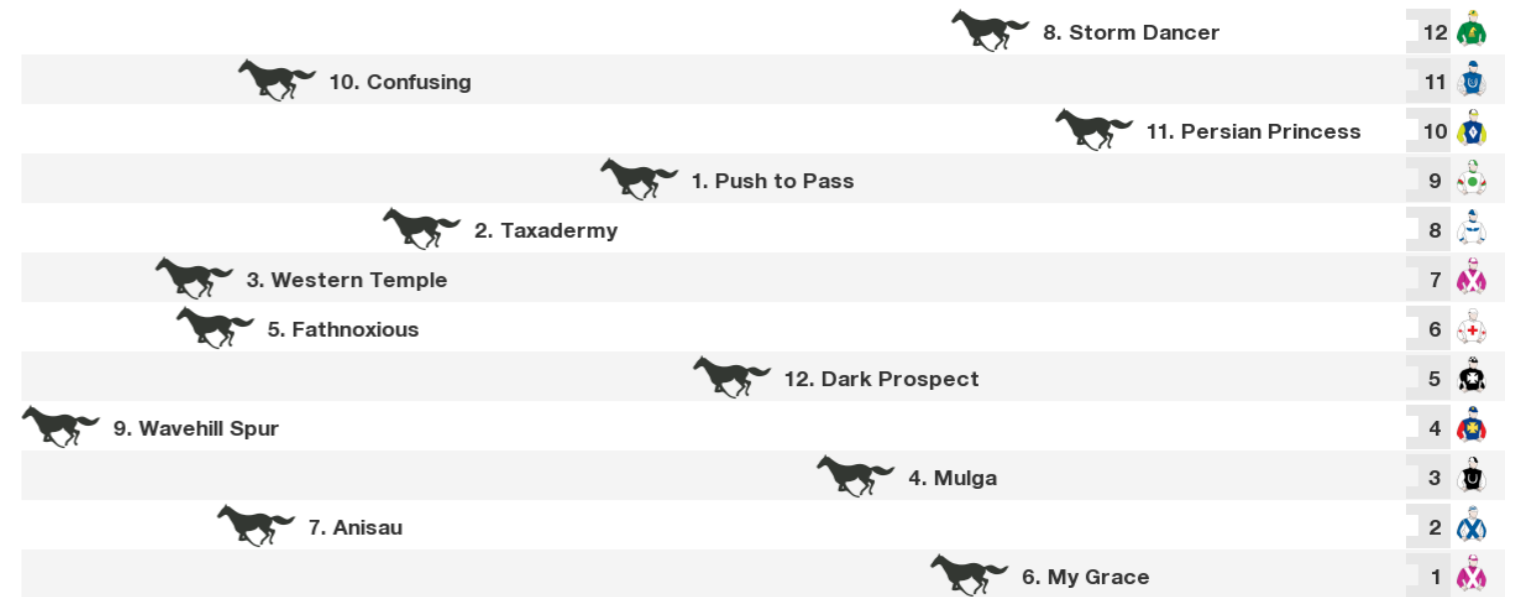 8. Storm Dancer 12
10. Confusing 11
11. Persian Princess 10
1. Push to Pass 9
2. Taxadermy 8
3. Western Temple 7
5. Fathnoxious 6
12. Dark Prospect 5
9. Wavehill Spur 4
4. Mulga 3
7. Anisau 2
6. My Grace 1